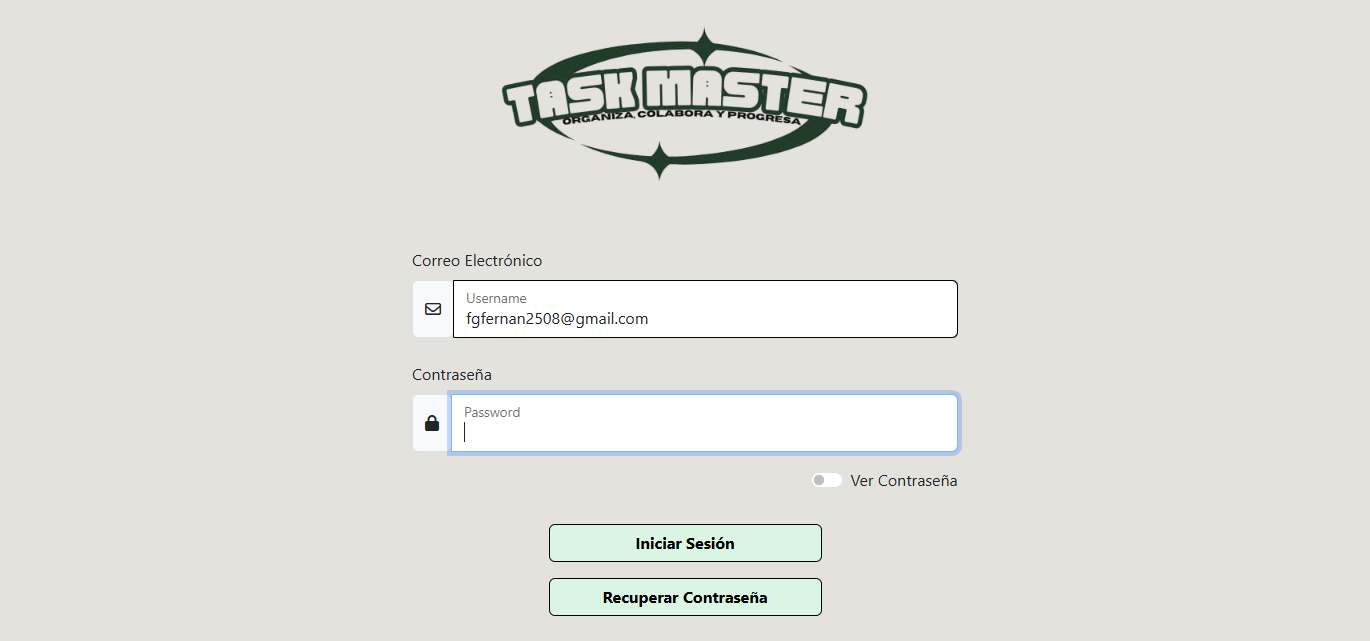 TASK MASTER
ORGANIZA, COLABORA Y PROGRESA
Correo Electrónico
Username
fgfernan2508@gmail.com
Contraseña
Password
Ver Contraseña
Iniciar Sesión
Recuperar Contraseña